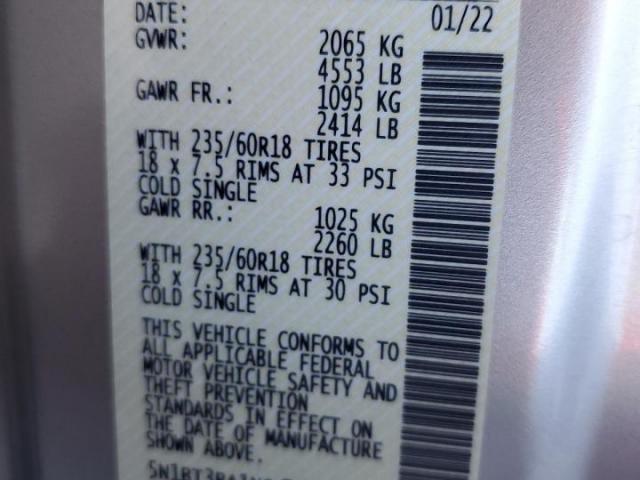 DATE: 01/22
GVWR: 2065 KG
4553 LB
GAWR FR.: 1095 KG
2414 LB
WITH 235/60R18 TIRES
18 x 7.5 RIMS AT 33 PSI
COLD SINGLE
GAWR RR.: 1025 KG
2260 LB
WITH 235/60R18 TIRES
18 x 7.5 RIMS AT 30 PSI
COLD SINGLE
THIS VEHICLE CONFORMS TO
ALL APPLICABLE FEDERAL
MOTOR VEHICLE SAFETY AND
THEFT PREVENTION
STANDARDS IN EFFECT ON
THE DATE OF MANUFACTURE
SHOWN ABOVE.